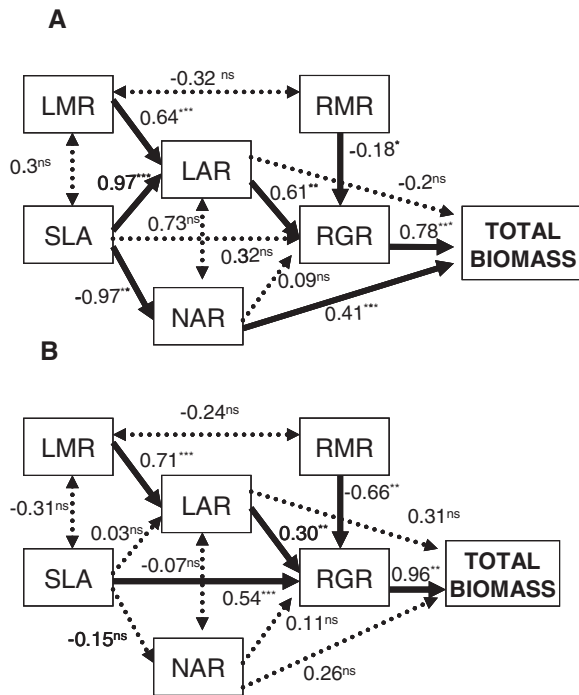 A
-0.32 ns
LMR
RMR
0.64***
-0.18*
0.3ns
LAR
0.97***
0.61**
-0.2ns
0.73ns
SLA
RGR
0.78***
TOTAL
BIOMASS
0.32ns
0.09ns
-0.97**
NAR
0.41***
B
-0.24ns
LMR
RMR
0.71***
-0.66**
-0.31ns
LAR
0.31ns
0.03ns
0.30**
-0.07ns
SLA
RGR
0.96**
TOTAL
BIOMASS
0.54***
0.11ns
-0.15ns
NAR
0.26ns